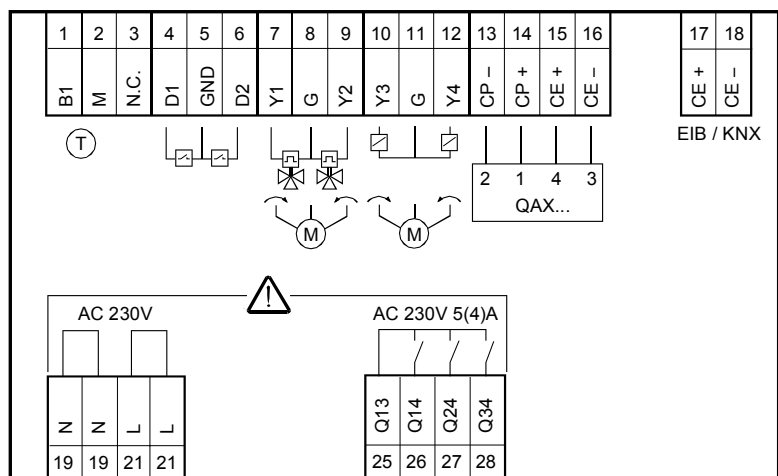 1 2 3 4 5 6 7 8 9 10 11 12 13 14 15 16 17 18
B1 M N.C. D1 GND D2 Y1 G Y2 Y3 G Y4 CP – CP + CE + CE – CE + CE –
T
EIB / KNX
2 1 4 3
QAX...
M M
AC 230V AC 230V 5(4)A
N N L L Q13 Q14 Q24 Q34
19 19 21 21 25 26 27 28